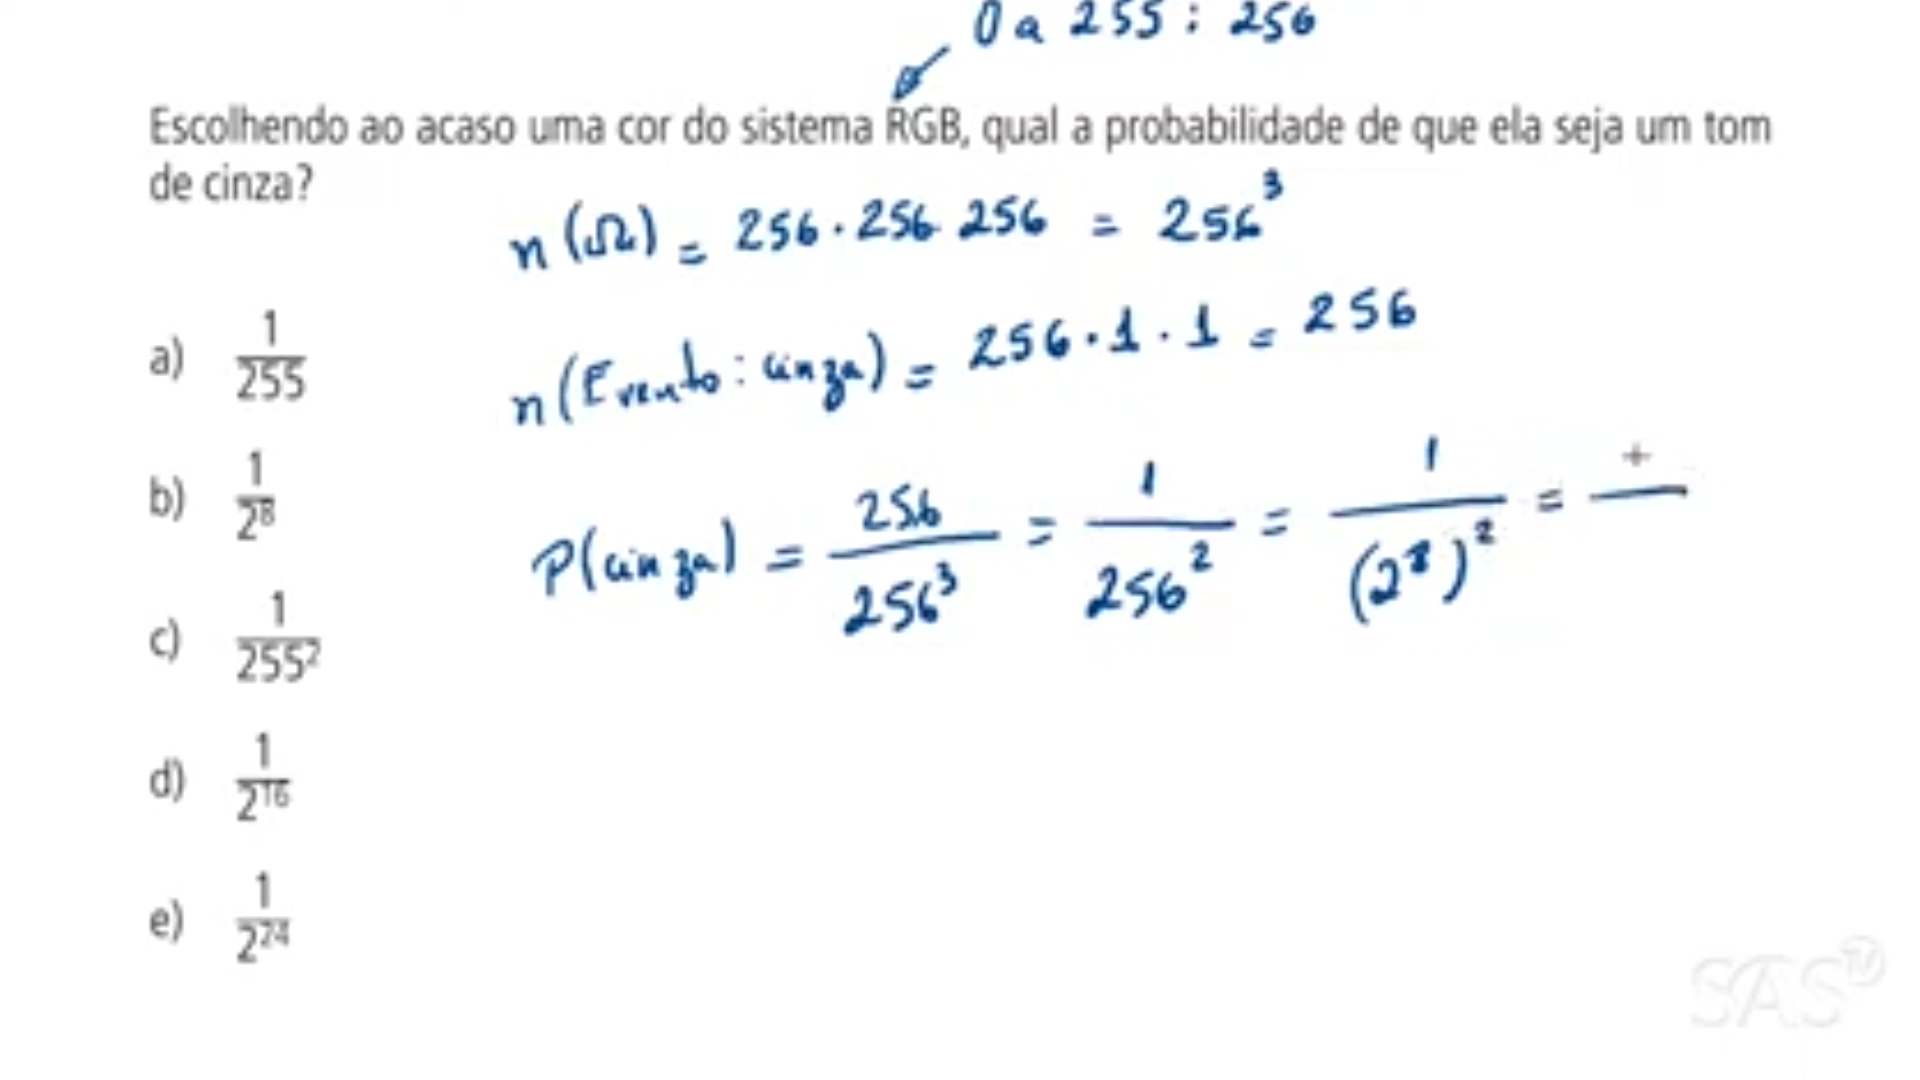 0 a 255 : 256
Escolhendo ao acaso uma cor do sistema RGB, qual a probabilidade de que ela seja um tom
de cinza?
n(Ω) = 256 . 256 256 = 256³
n(Evento : cinza) = 256 . 1 . 1 = 256
P(cinza) = 256/256³ = 1/256² = 1/(2⁸)² =
a) 1/255
b) 1/2⁸
c) 1/255²
d) 1/2¹⁶
e) 1/2²⁴
SAS TV